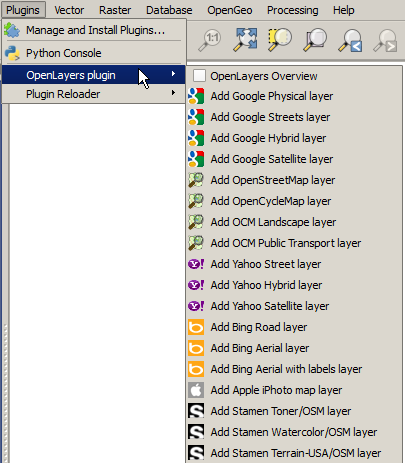 Plugins Vector Raster Database OpenGeo Processing Help
Manage and Install Plugins...
Python Console
OpenLayers plugin
Plugin Reloader
1:1
OpenLayers Overview
Add Google Physical layer
Add Google Streets layer
Add Google Hybrid layer
Add Google Satellite layer
Add OpenStreetMap layer
Add OpenCycleMap layer
Add OCM Landscape layer
Add OCM Public Transport layer
Y! Add Yahoo Street layer
Y! Add Yahoo Hybrid layer
Y! Add Yahoo Satellite layer
b Add Bing Road layer
b Add Bing Aerial layer
b Add Bing Aerial with labels layer
Add Apple iPhoto map layer
S Add Stamen Toner/OSM layer
S Add Stamen Watercolor/OSM layer
S Add Stamen Terrain-USA/OSM layer